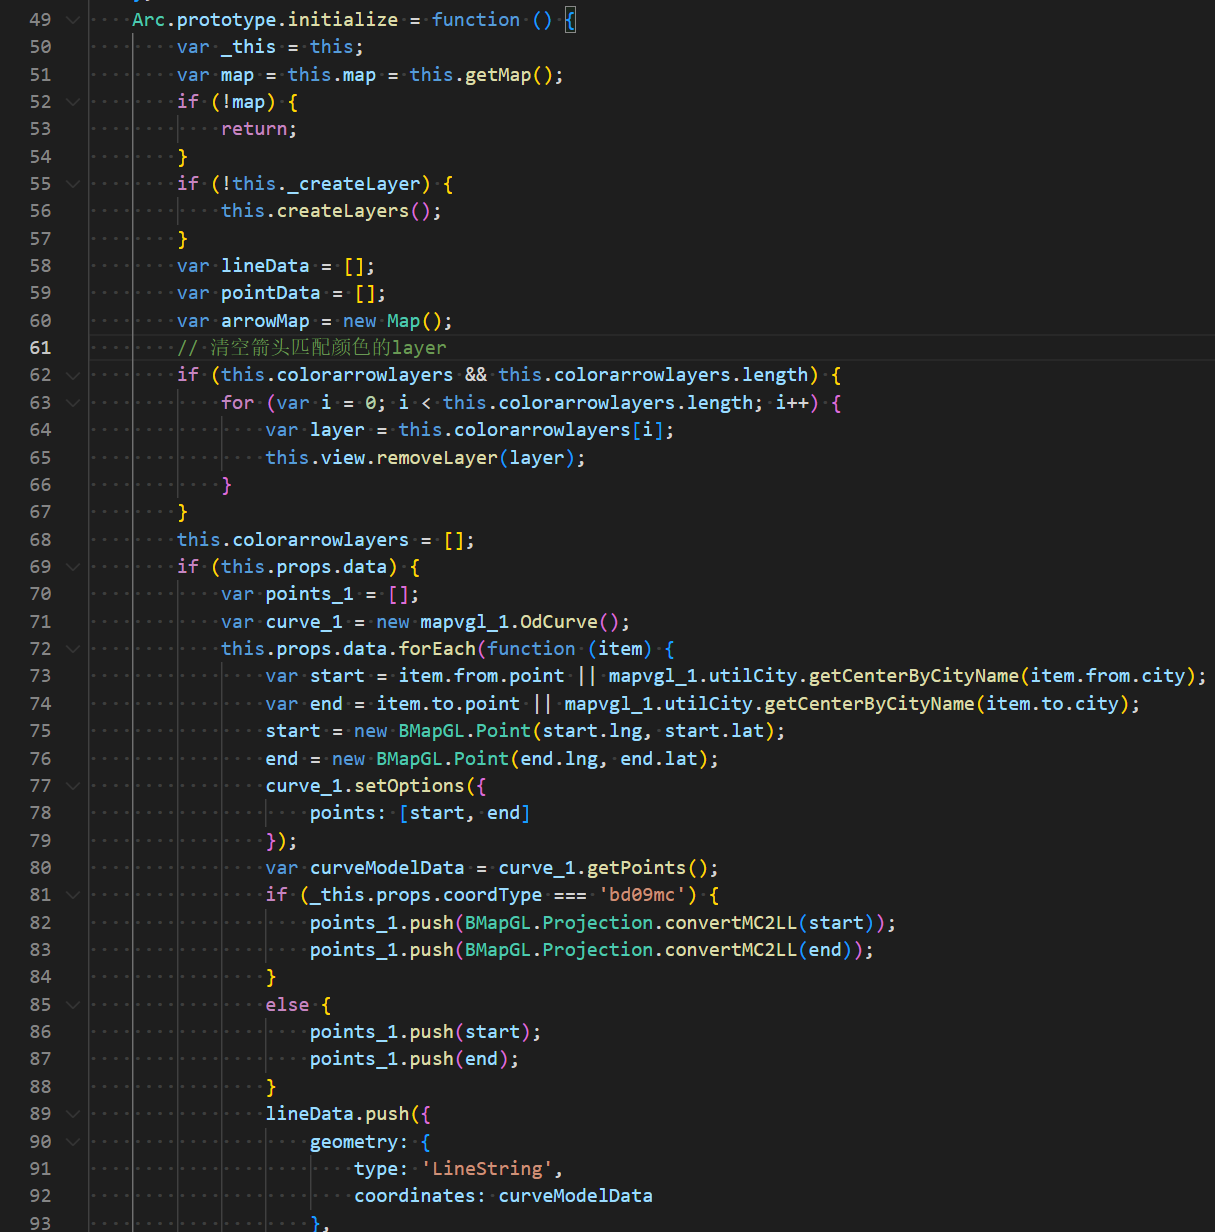 49 Arc.prototype.initialize = function () {
50 var _this = this;
51 var map = this.map = this.getMap();
52 if (!map) {
53 return;
54 }
55 if (!this._createLayer) {
56 this.createLayers();
57 }
58 var lineData = [];
59 var pointData = [];
60 var arrowMap = new Map();
61 // 清空箭头匹配颜色的layer
62 if (this.colorarrowlayers && this.colorarrowlayers.length) {
63 for (var i = 0; i < this.colorarrowlayers.length; i++) {
64 var layer = this.colorarrowlayers[i];
65 this.view.removeLayer(layer);
66 }
67 }
68 this.colorarrowlayers = [];
69 if (this.props.data) {
70 var points_1 = [];
71 var curve_1 = new mapvgl_1.OdCurve();
72 this.props.data.forEach(function (item) {
73 var start = item.from.point || mapvgl_1.utilCity.getCenterByCityName(item.from.city);
74 var end = item.to.point || mapvgl_1.utilCity.getCenterByCityName(item.to.city);
75 start = new BMapGL.Point(start.lng, start.lat);
76 end = new BMapGL.Point(end.lng, end.lat);
77 curve_1.setOptions({
78 points: [start, end]
79 });
80 var curveModelData = curve_1.getPoints();
81 if (_this.props.coordType === 'bd09mc') {
82 points_1.push(BMapGL.Projection.convertMC2LL(start));
83 points_1.push(BMapGL.Projection.convertMC2LL(end));
84 }
85 else {
86 points_1.push(start);
87 points_1.push(end);
88 }
89 lineData.push({
90 geometry: {
91 type: 'LineString',
92 coordinates: curveModelData
93 },